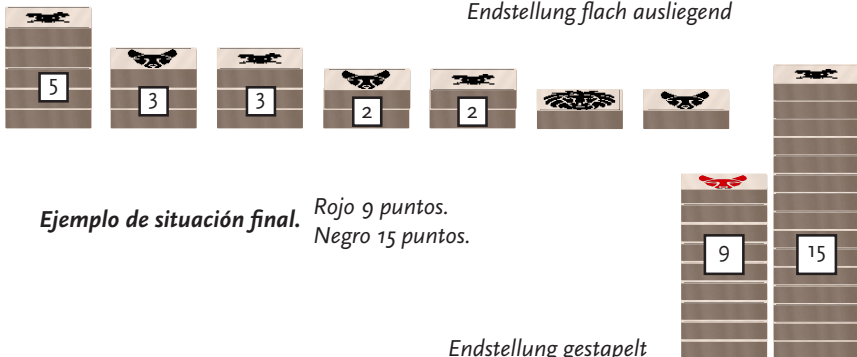 Endstellung flach ausliegend
5
3
3
2
2
Ejemplo de situación final.
Rojo 9 puntos.
Negro 15 puntos.
9
15
Endstellung gestapelt